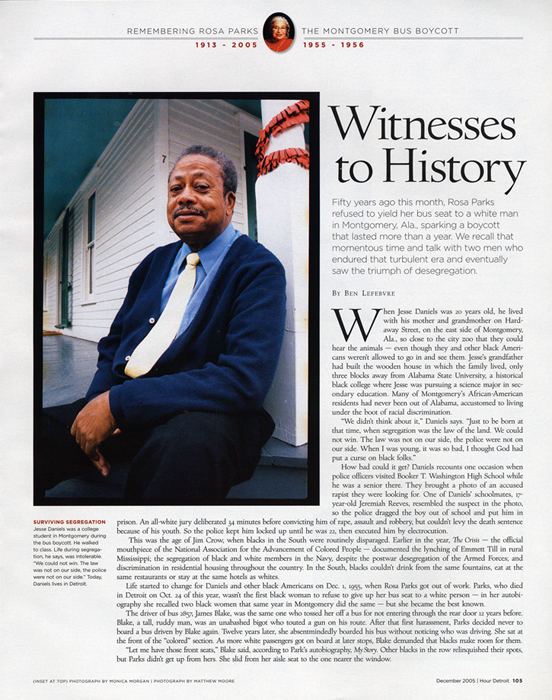 REMEMBERING ROSA PARKS
THE MONTGOMERY BUS BOYCOTT
1913 - 2005
1955 - 1956
7
Witnesses
to History
Fifty years ago this month, Rosa Parks
refused to yield her bus seat to a white man
in Montgomery, Ala., sparking a boycott
that lasted more than a year. We recall that
momentous time and talk with two men who
endured that turbulent era and eventually
saw the triumph of desegregation.
By Ben Lefebvre
When Jesse Daniels was 20 years old, he lived
with his mother and grandmother on Hard-
away Street, on the east side of Montgomery,
Ala., so close to the city zoo that they could
hear the animals — even though they and other black Ameri-
cans weren't allowed to go in and see them. Jesse's grandfather
had built the wooden house in which the family lived, only
three blocks away from Alabama State University, a historical
black college where Jesse was pursuing a science major in sec-
ondary education. Many of Montgomery's African-American
residents had never been out of Alabama, accustomed to living
under the boot of racial discrimination.
"We didn't think about it," Daniels says. "Just to be born at
that time, when segregation was the law of the land. We could
not win. The law was not on our side, the police were not on
our side. When I was young, it was so bad, I thought God had
put a curse on black folks."
How bad could it get? Daniels recounts one occasion when
police officers visited Booker T. Washington High School while
he was a senior there. They brought a photo of an accused
rapist they were looking for. One of Daniels' schoolmates, 17-
year-old Jeremiah Reeves, resembled the suspect in the photo,
so the police dragged the boy out of school and put him in
prison. An all-white jury deliberated 34 minutes before convicting him of rape, assault and robbery, but couldn't levy the death sentence
because of his youth. So the police kept him locked up until he was 22, then executed him by electrocution.
This was the age of Jim Crow, when blacks in the South were routinely disparaged. Earlier in the year, The Crisis — the official
mouthpiece of the National Association for the Advancement of Colored People — documented the lynching of Emmett Till in rural
Mississippi; the segregation of black and white members in the Navy, despite the postwar desegregation of the Armed Forces; and
discrimination in residential housing throughout the country. In the South, blacks couldn't drink from the same fountains, eat at the
same restaurants or stay at the same hotels as whites.
Life started to change for Daniels and other black Americans on Dec. 1, 1955, when Rosa Parks got out of work. Parks, who died
in Detroit on Oct. 24 of this year, wasn't the first black woman to refuse to give up her bus seat to a white person — in her autobi-
ography she recalled two black women that same year in Montgomery did the same — but she became the best known.
The driver of bus 2857, James Blake, was the same one who tossed her off a bus for not entering through the rear door 12 years before.
Blake, a tall, ruddy man, was an unabashed bigot who touted a gun on his route. After that first harassment, Parks decided never to
board a bus driven by Blake again. Twelve years later, she absentmindedly boarded his bus without noticing who was driving. She sat at
the front of the "colored" section. As more white passengers got on board at later stops, Blake demanded that blacks make room for them.
"Let me have those front seats," Blake said, according to Park's autobiography, My Story. Other blacks in the row relinquished their spots,
but Parks didn't get up from hers. She slid from her aisle seat to the one nearer the window.
SURVIVING SEGREGATION
Jesse Daniels was a college
student in Montgomery during
the bus boycott. He walked
to class. Life during segrega-
tion, he says, was intolerable.
"We could not win. The law
was not on our side, the police
were not on our side." Today,
Daniels lives in Detroit.
(INSET AT TOP) PHOTOGRAPH BY MONICA MORGAN | PHOTOGRAPH BY MATTHEW MOORE
December 2005 | Hour Detroit 105